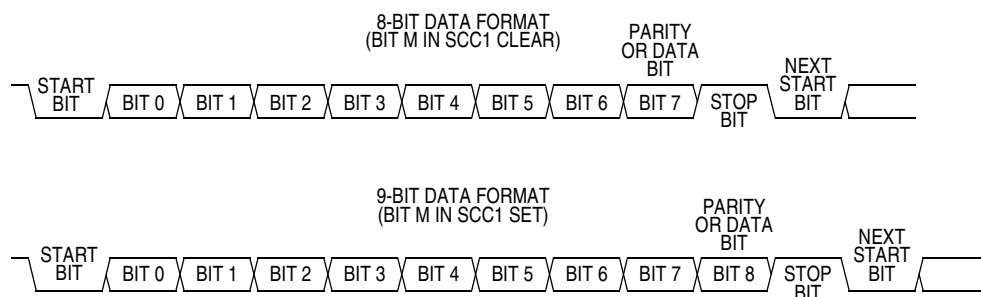 8-BIT DATA FORMAT
(BIT M IN SCC1 CLEAR)
PARITY
OR DATA
BIT
START
BIT
BIT 0
BIT 1
BIT 2
BIT 3
BIT 4
BIT 5
BIT 6
BIT 7
STOP
BIT
NEXT
START
BIT
9-BIT DATA FORMAT
(BIT M IN SCC1 SET)
PARITY
OR DATA
BIT
START
BIT
BIT 0
BIT 1
BIT 2
BIT 3
BIT 4
BIT 5
BIT 6
BIT 7
BIT 8
STOP
BIT
NEXT
START
BIT